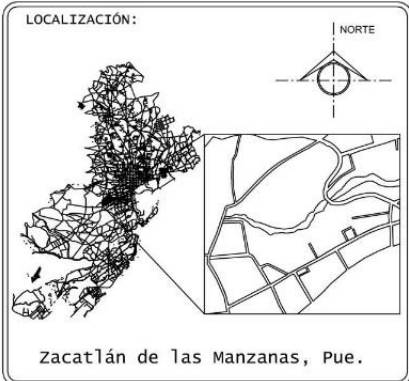 LOCALIZACIÓN:
NORTE
Zacatlán de las Manzanas, Pue.